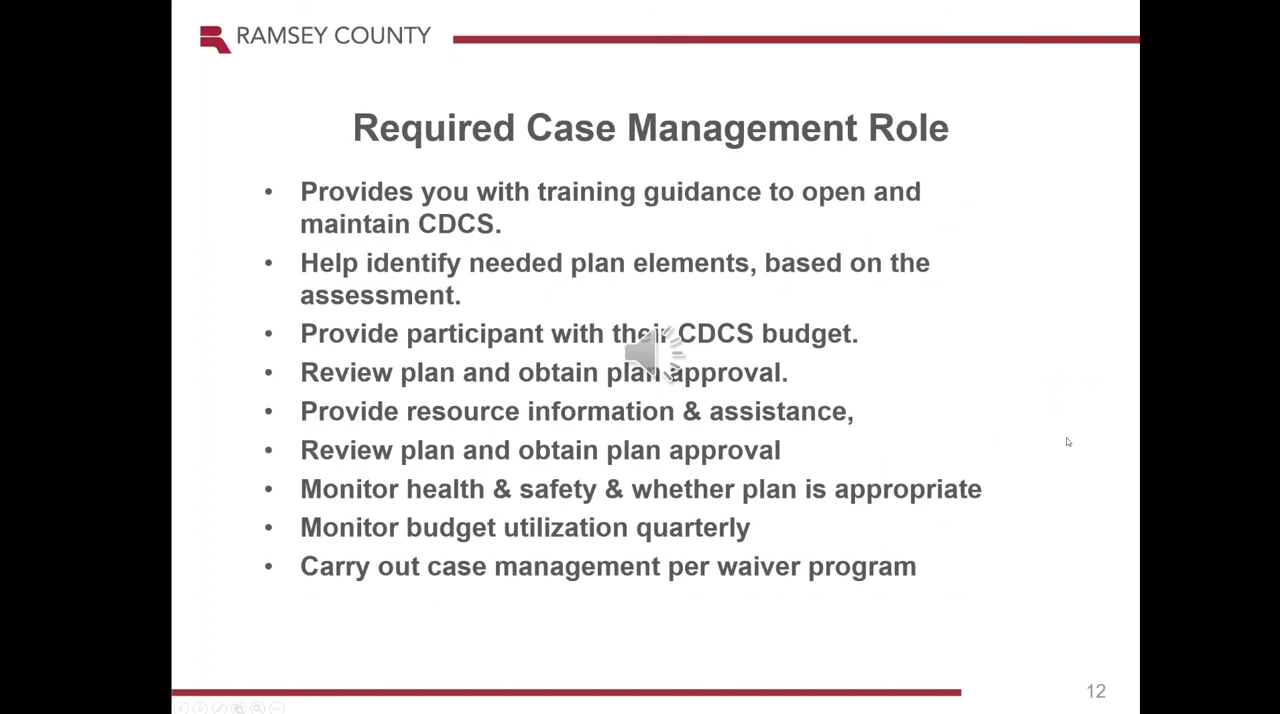 RAMSEY COUNTY
Required Case Management Role
• Provides you with training guidance to open and
maintain CDCS.
• Help identify needed plan elements, based on the
assessment.
• Provide participant with their CDCS budget.
• Review plan and obtain plan approval.
• Provide resource information & assistance,
• Review plan and obtain plan approval
• Monitor health & safety & whether plan is appropriate
• Monitor budget utilization quarterly
• Carry out case management per waiver program
12